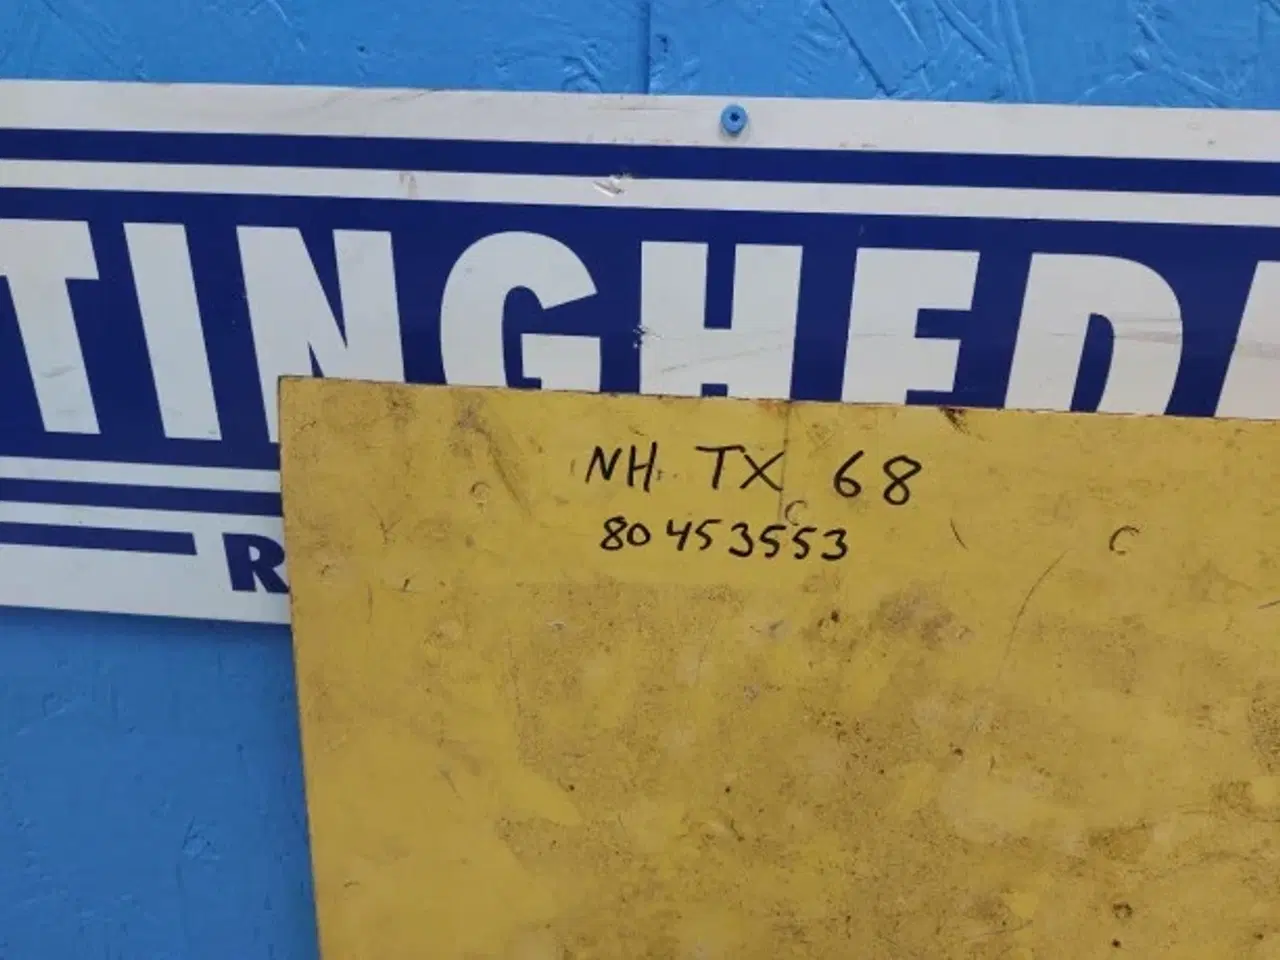 TINGHED
R
NH TX 68
80453553